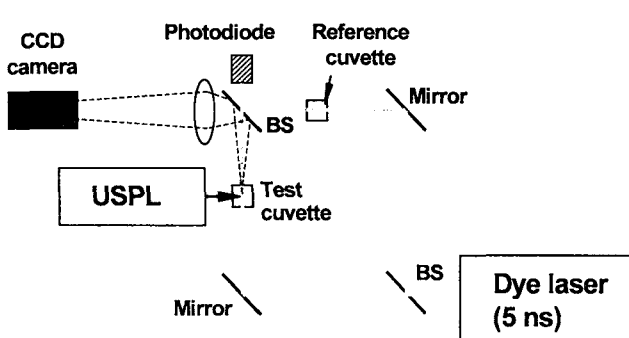 CCD
camera
Photodiode
Reference
cuvette
Mirror
BS
USPL
Test
cuvette
Mirror
BS
Dye laser
(5 ns)